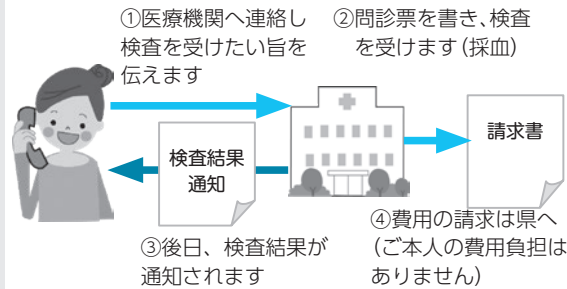 ①医療機関へ連絡し
検査を受けたい旨を
伝えます
②問診票を書き、検査
を受けます(採血)
請求書
検査結果
通知
③後日、検査結果が
通知されます
④費用の請求は県へ
(ご本人の費用負担は
ありません)